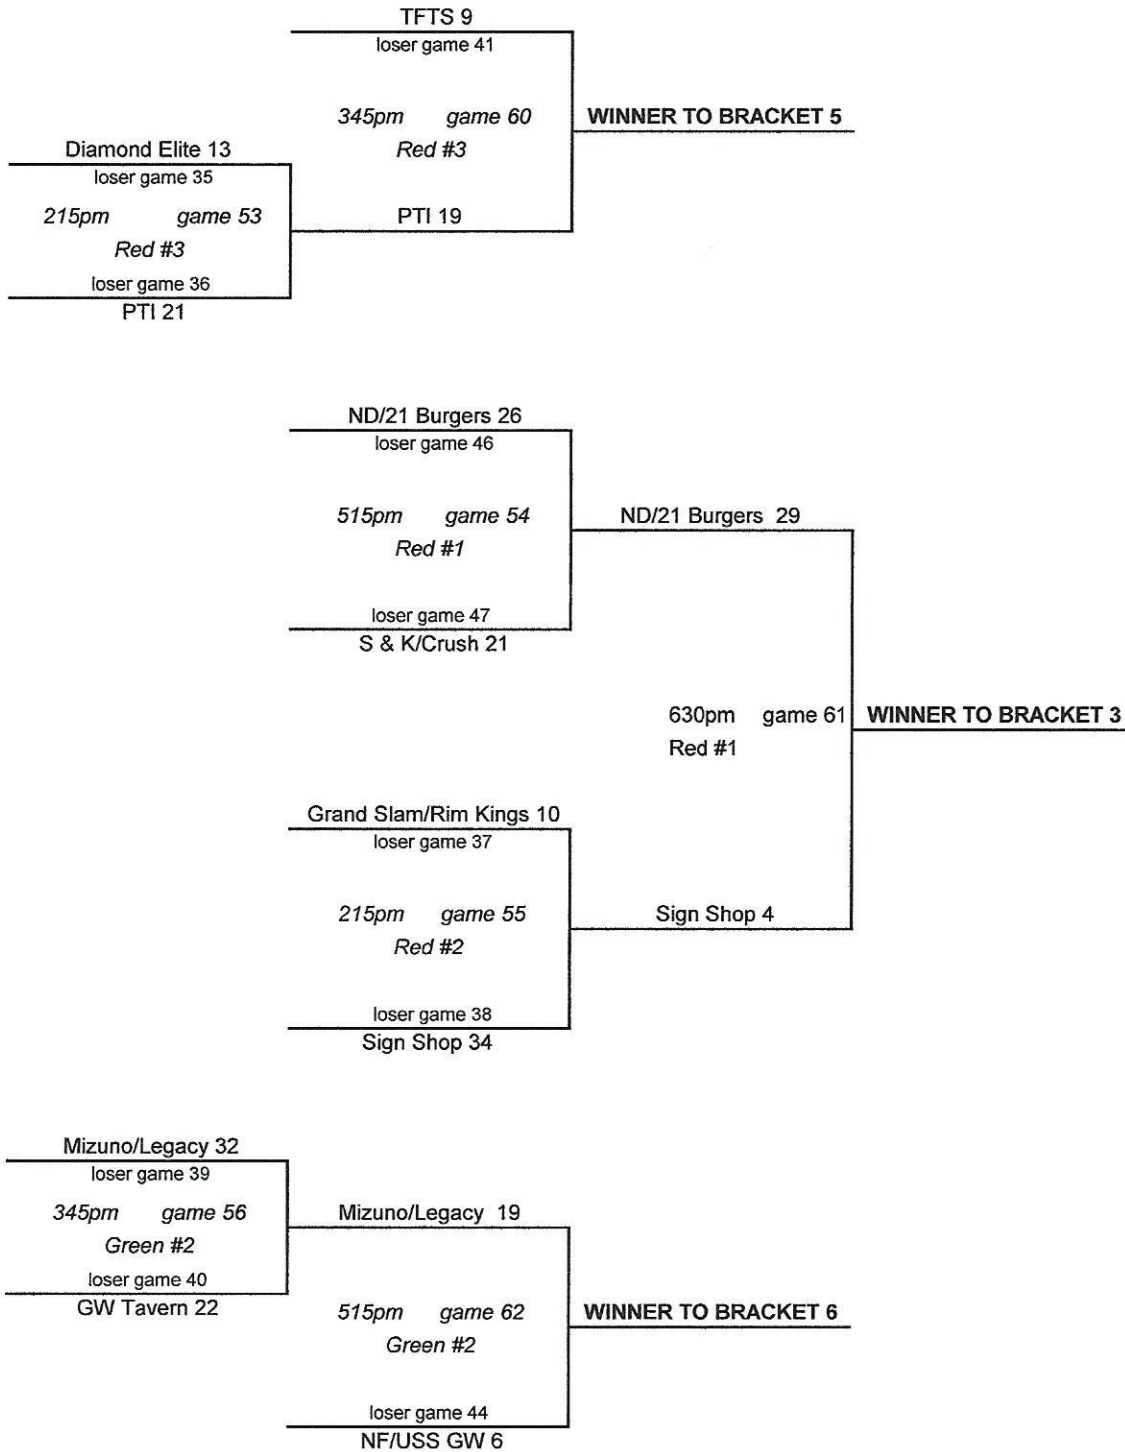 TFTS 9
loser game 41
345pm game 60
WINNER TO BRACKET 5
Red #3
Diamond Elite 13
loser game 35
215pm game 53
PTI 19
Red #3
loser game 36
PTI 21
ND/21 Burgers 26
loser game 46
515pm game 54
ND/21 Burgers 29
Red #1
loser game 47
S & K/Crush 21
630pm game 61
WINNER TO BRACKET 3
Red #1
Grand Slam/Rim Kings 10
loser game 37
215pm game 55
Sign Shop 4
Red #2
loser game 38
Sign Shop 34
Mizuno/Legacy 32
loser game 39
345pm game 56
Mizuno/Legacy 19
Green #2
loser game 40
GW Tavern 22
515pm game 62
WINNER TO BRACKET 6
Green #2
loser game 44
NF/USS GW 6